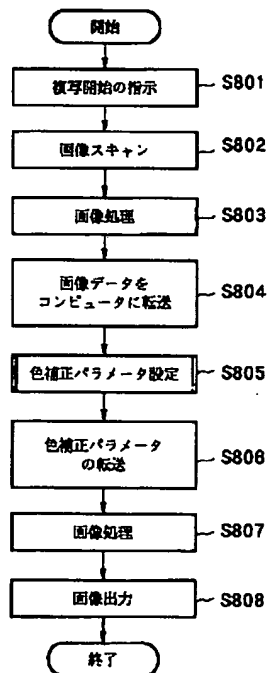 開始
複写開始の指示 S801
画像スキャン S802
画像処理 S803
画像データを
コンピュータに転送 S804
色補正パラメータ設定 S805
色補正パラメータ
の転送 S806
画像処理 S807
画像出力 S808
終了